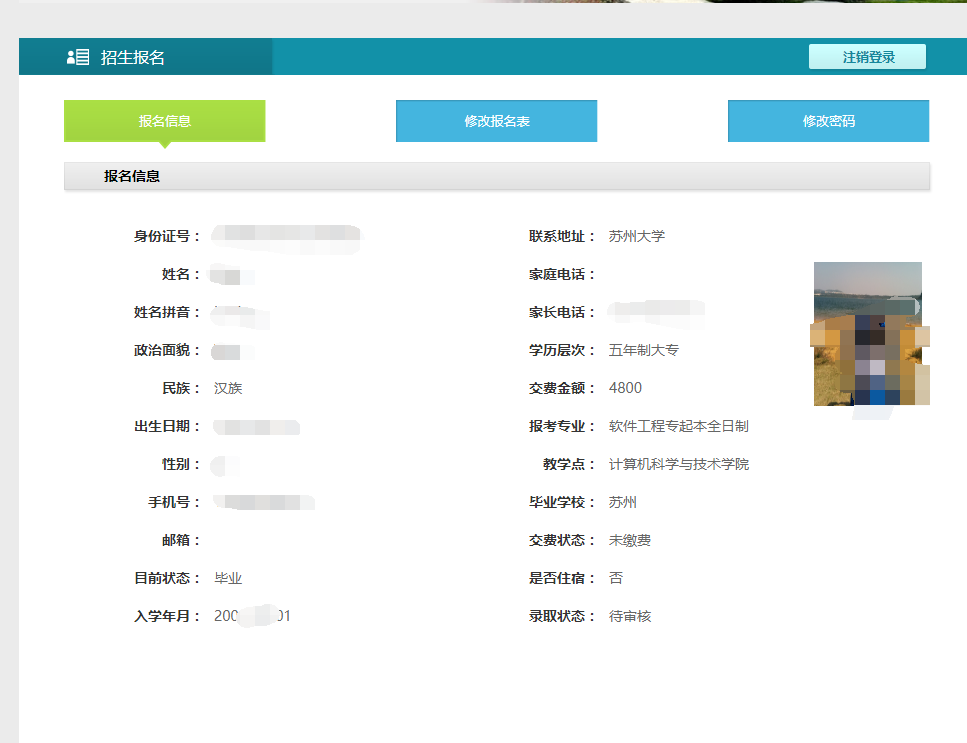 招生报名
注销登录
报名信息
修改报名表
修改密码
报名信息
身份证号：
联系地址： 苏州大学
姓名：
家庭电话：
姓名拼音：
家长电话：
政治面貌：
学历层次： 五年制大专
民族： 汉族
交费金额： 4800
出生日期：
报考专业： 软件工程专起本全日制
性别：
教学点： 计算机科学与技术学院
手机号：
毕业学校： 苏州
邮箱：
交费状态： 未缴费
目前状态： 毕业
是否住宿： 否
入学年月： 200 01
录取状态： 待审核